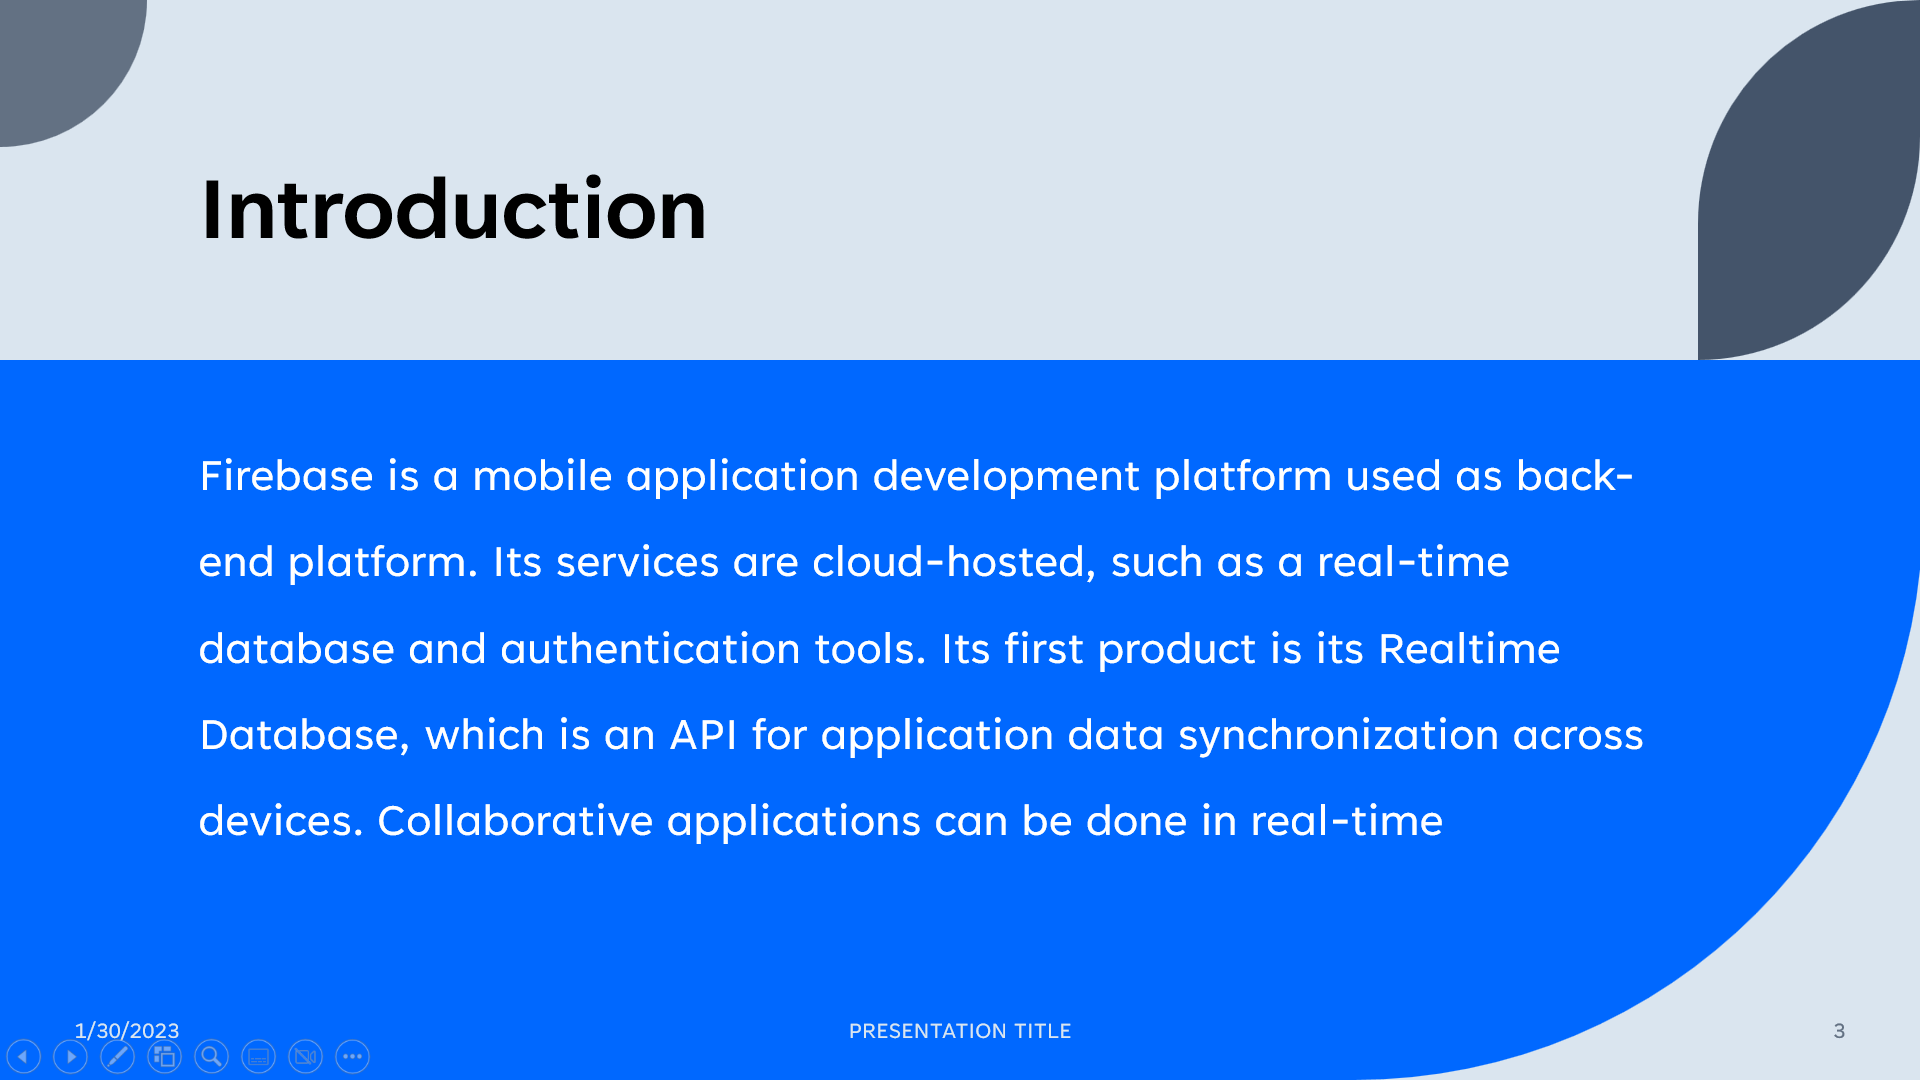 Introduction
Firebase is a mobile application development platform used as back-
end platform. Its services are cloud-hosted, such as a real-time
database and authentication tools. Its first product is its Realtime
Database, which is an API for application data synchronization across
devices. Collaborative applications can be done in real-time
1/30/2023
PRESENTATION TITLE
3